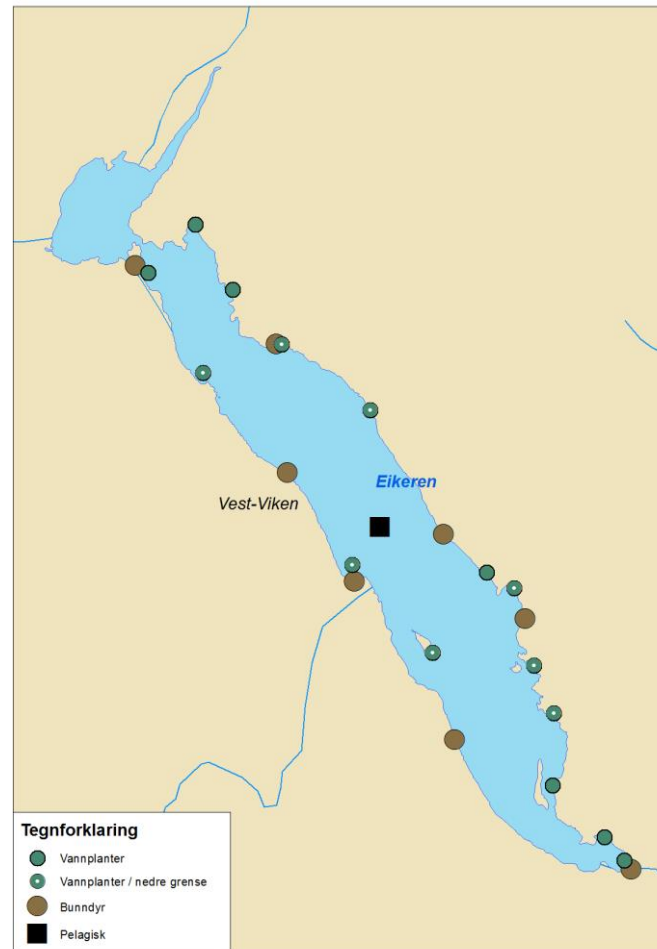 Eikeren
Vest-Viken
Tegnforklaring
Vannplanter
Vannplanter / nedre grense
Bunndyr
Pelagisk